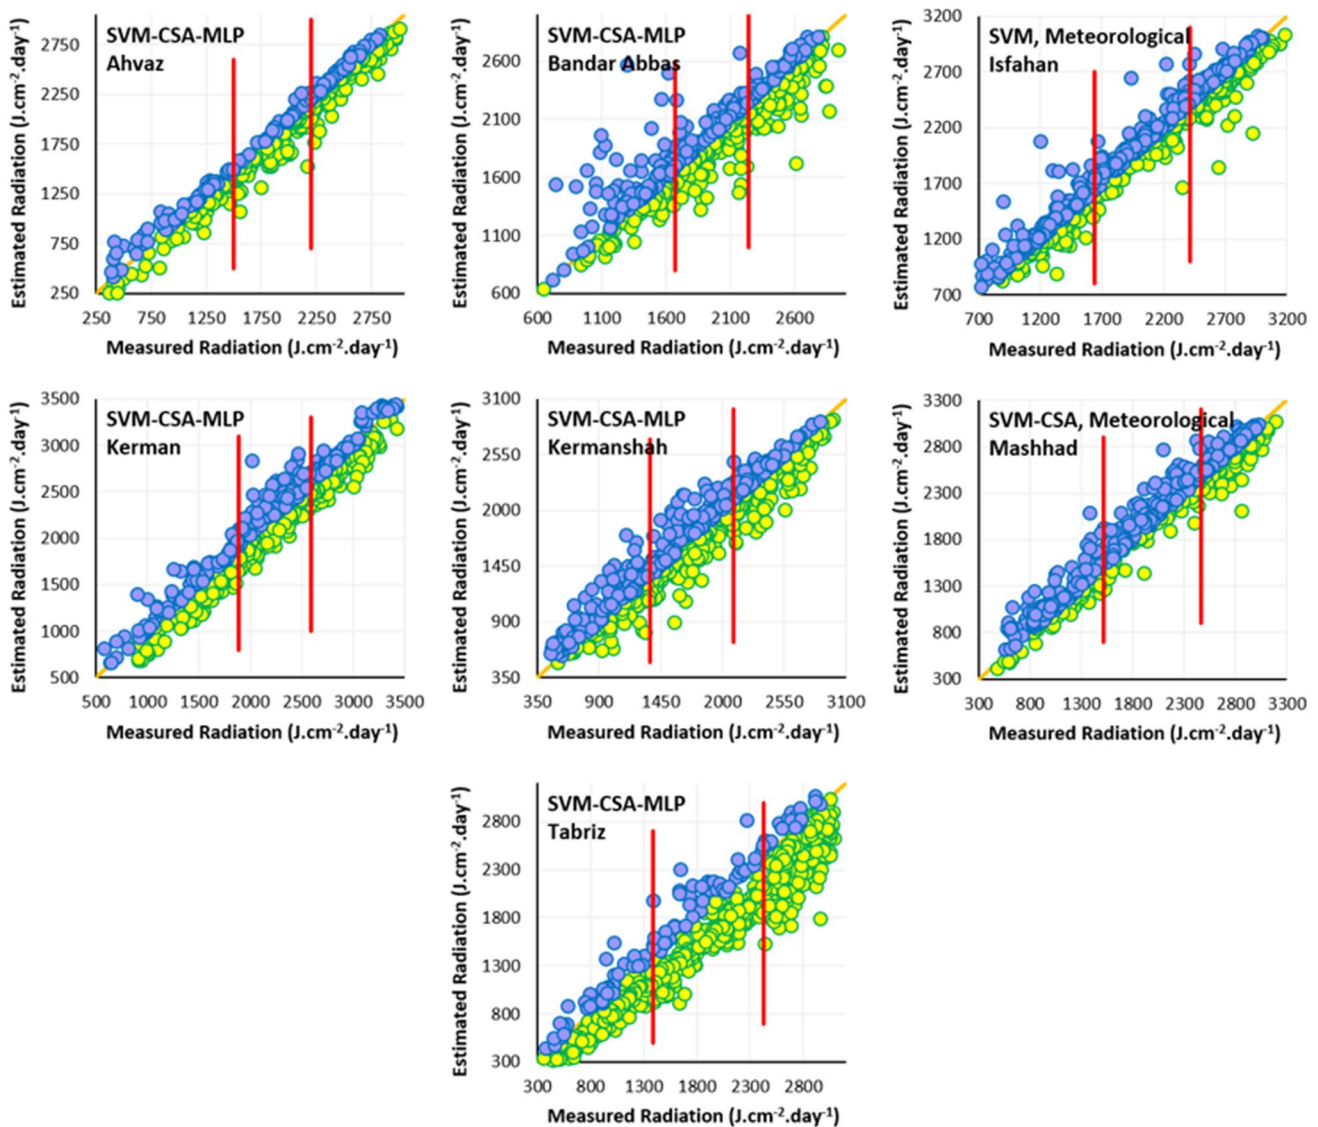 SVM-CSA-MLP
Ahvaz
Estimated Radiation (J.cm⁻².day⁻¹)
2750
2250
1750
1250
750
250
250 750 1250 1750 2250 2750
Measured Radiation (J.cm⁻².day⁻¹)
SVM-CSA-MLP
Bandar Abbas
Estimated Radiation (J.cm⁻².day⁻¹)
2600
2100
1600
1100
600
600 1100 1600 2100 2600
Measured Radiation (J.cm⁻².day⁻¹)
SVM, Meteorological
Isfahan
Estimated Radiation (J.cm⁻².day⁻¹)
3200
2700
2200
1700
1200
700
700 1200 1700 2200 2700 3200
Measured Radiation (J.cm⁻².day⁻¹)
SVM-CSA-MLP
Kerman
Estimated Radiation (J.cm⁻².day⁻¹)
3500
3000
2500
2000
1500
1000
500
500 1000 1500 2000 2500 3000 3500
Measured Radiation (J.cm⁻².day⁻¹)
SVM-CSA-MLP
Kermanshah
Estimated Radiation (J.cm⁻².day⁻¹)
3100
2550
2000
1450
900
350
350 900 1450 2000 2550 3100
Measured Radiation (J.cm⁻².day⁻¹)
SVM-CSA, Meteorological
Mashhad
Estimated Radiation (J.cm⁻².day⁻¹)
3300
2800
2300
1800
1300
800
300
300 800 1300 1800 2300 2800 3300
Measured Radiation (J.cm⁻².day⁻¹)
SVM-CSA-MLP
Tabriz
Estimated Radiation (J.cm⁻².day⁻¹)
2800
2300
1800
1300
800
300
300 800 1300 1800 2300 2800
Measured Radiation (J.cm⁻².day⁻¹)